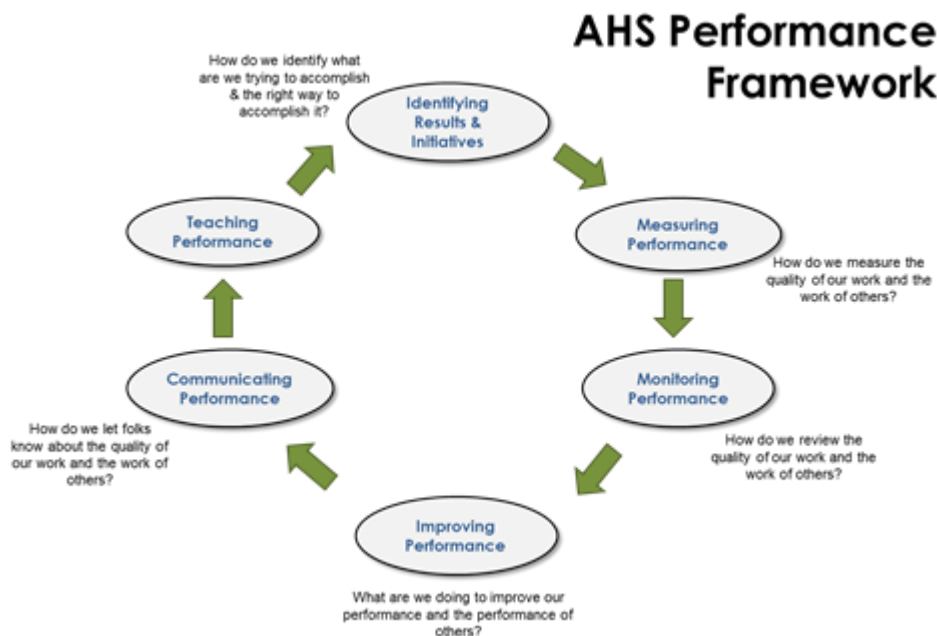 AHS Performance
Framework
How do we identify what
are we trying to accomplish
& the right way to
accomplish it?
Identifying
Results &
Initiatives
Teaching
Performance
Measuring
Performance
How do we measure the
quality of our work and the
work of others?
Communicating
Performance
Monitoring
Performance
How do we let folks
know about the quality of
our work and the work of
others?
How do we review the
quality of our work and the
work of others?
Improving
Performance
What are we doing to improve our
performance and the performance of
others?